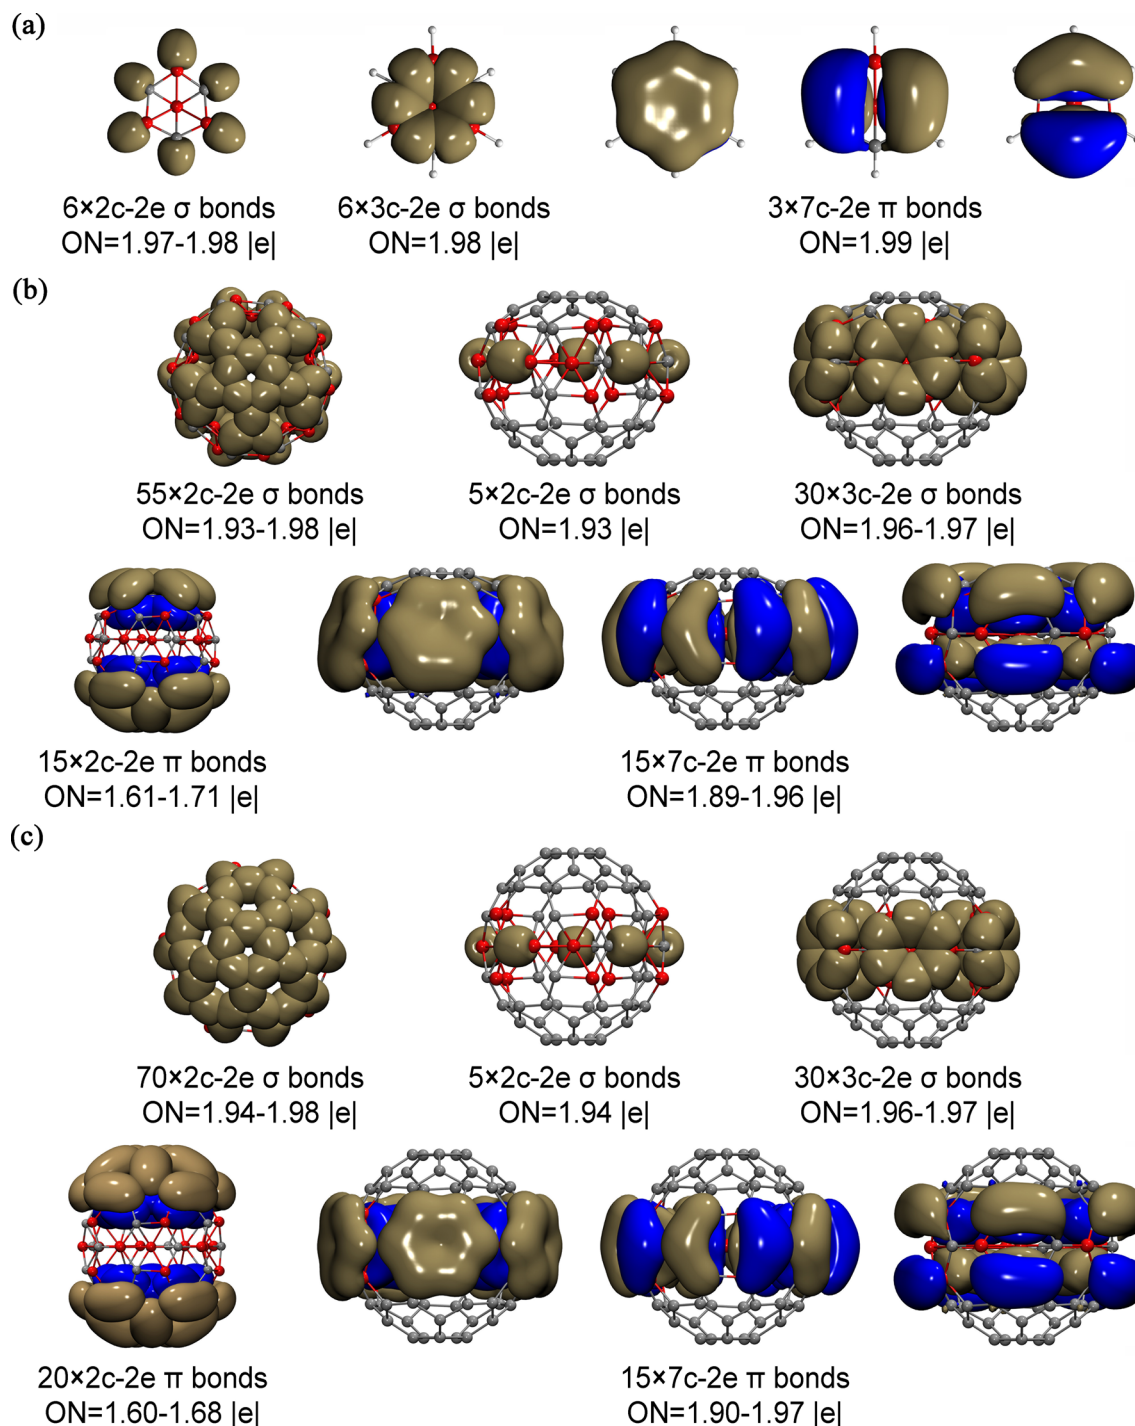 (a)
6×2c-2e σ bonds
ON=1.97-1.98 |e|
6×3c-2e σ bonds
ON=1.98 |e|
3×7c-2e π bonds
ON=1.99 |e|
(b)
55×2c-2e σ bonds
ON=1.93-1.98 |e|
5×2c-2e σ bonds
ON=1.93 |e|
30×3c-2e σ bonds
ON=1.96-1.97 |e|
15×2c-2e π bonds
ON=1.61-1.71 |e|
15×7c-2e π bonds
ON=1.89-1.96 |e|
(c)
70×2c-2e σ bonds
ON=1.94-1.98 |e|
5×2c-2e σ bonds
ON=1.94 |e|
30×3c-2e σ bonds
ON=1.96-1.97 |e|
20×2c-2e π bonds
ON=1.60-1.68 |e|
15×7c-2e π bonds
ON=1.90-1.97 |e|